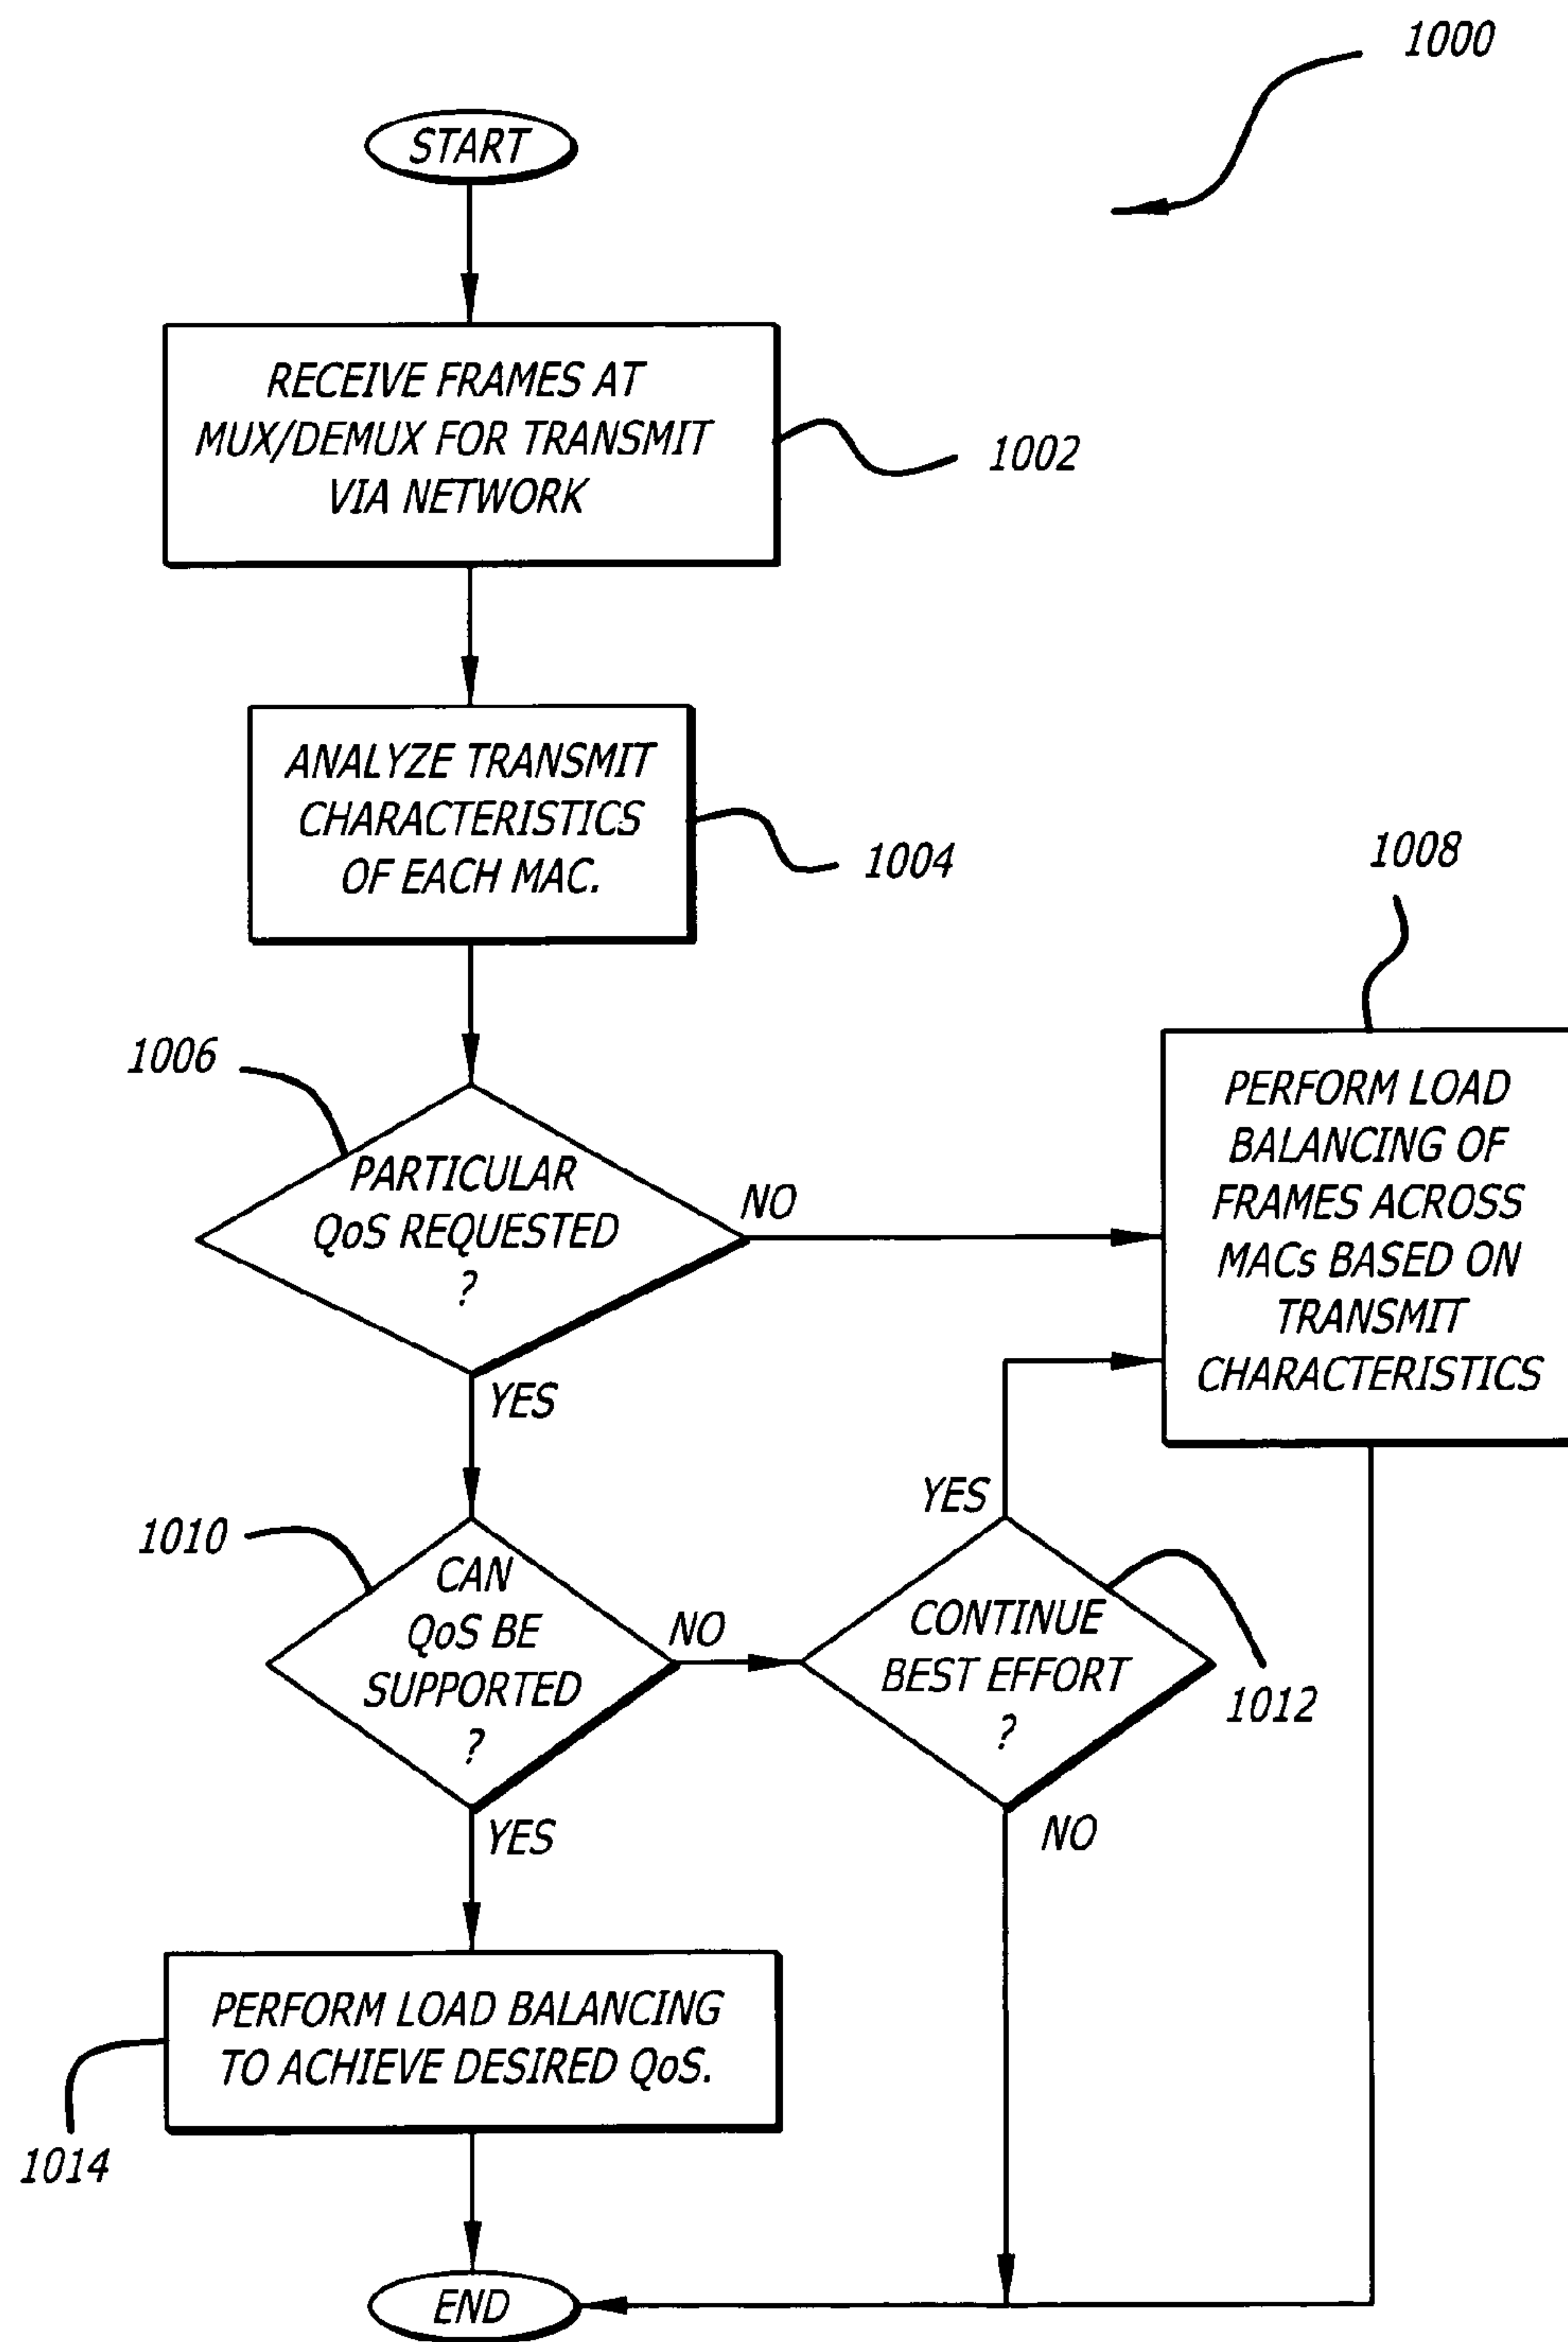 1000
START
RECEIVE FRAMES AT
MUX/DEMUX FOR TRANSMIT
VIA NETWORK
1002
ANALYZE TRANSMIT
CHARACTERISTICS
OF EACH MAC.
1004
1006
PARTICULAR
QoS REQUESTED
?
NO
YES
1008
PERFORM LOAD
BALANCING OF
FRAMES ACROSS
MACs BASED ON
TRANSMIT
CHARACTERISTICS
1010
CAN
QoS BE
SUPPORTED
?
NO
YES
YES
CONTINUE
BEST EFFORT
?
1012
NO
PERFORM LOAD BALANCING
TO ACHIEVE DESIRED QoS.
1014
END